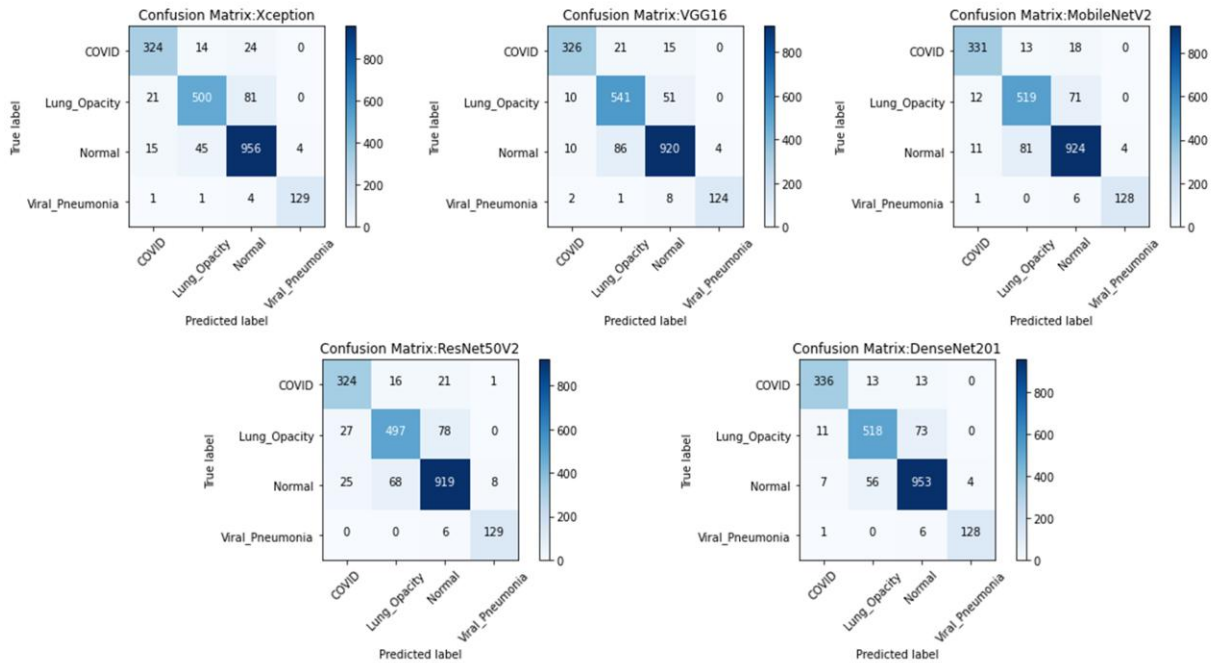 Confusion Matrix:Xception
True label
COVID 324 14 24 0
Lung_Opacity 21 500 81 0
Normal 15 45 956 4
Viral_Pneumonia 1 1 4 129
COVID Lung_Opacity Normal Viral_Pneumonia
Predicted label
800
600
400
200
0
Confusion Matrix:VGG16
True label
COVID 326 21 15 0
Lung_Opacity 10 541 51 0
Normal 10 86 920 4
Viral_Pneumonia 2 1 8 124
COVID Lung_Opacity Normal Viral_Pneumonia
Predicted label
800
600
400
200
0
Confusion Matrix:MobileNetV2
True label
COVID 331 13 18 0
Lung_Opacity 12 519 71 0
Normal 11 81 924 4
Viral_Pneumonia 1 0 6 128
COVID Lung_Opacity Normal Viral_Pneumonia
Predicted label
800
600
400
200
0
Confusion Matrix:ResNet50V2
True label
COVID 324 16 21 1
Lung_Opacity 27 497 78 0
Normal 25 68 919 8
Viral_Pneumonia 0 0 6 129
COVID Lung_Opacity Normal Viral_Pneumonia
Predicted label
800
600
400
200
0
Confusion Matrix:DenseNet201
True label
COVID 336 13 13 0
Lung_Opacity 11 518 73 0
Normal 7 56 953 4
Viral_Pneumonia 1 0 6 128
COVID Lung_Opacity Normal Viral_Pneumonia
Predicted label
800
600
400
200
0